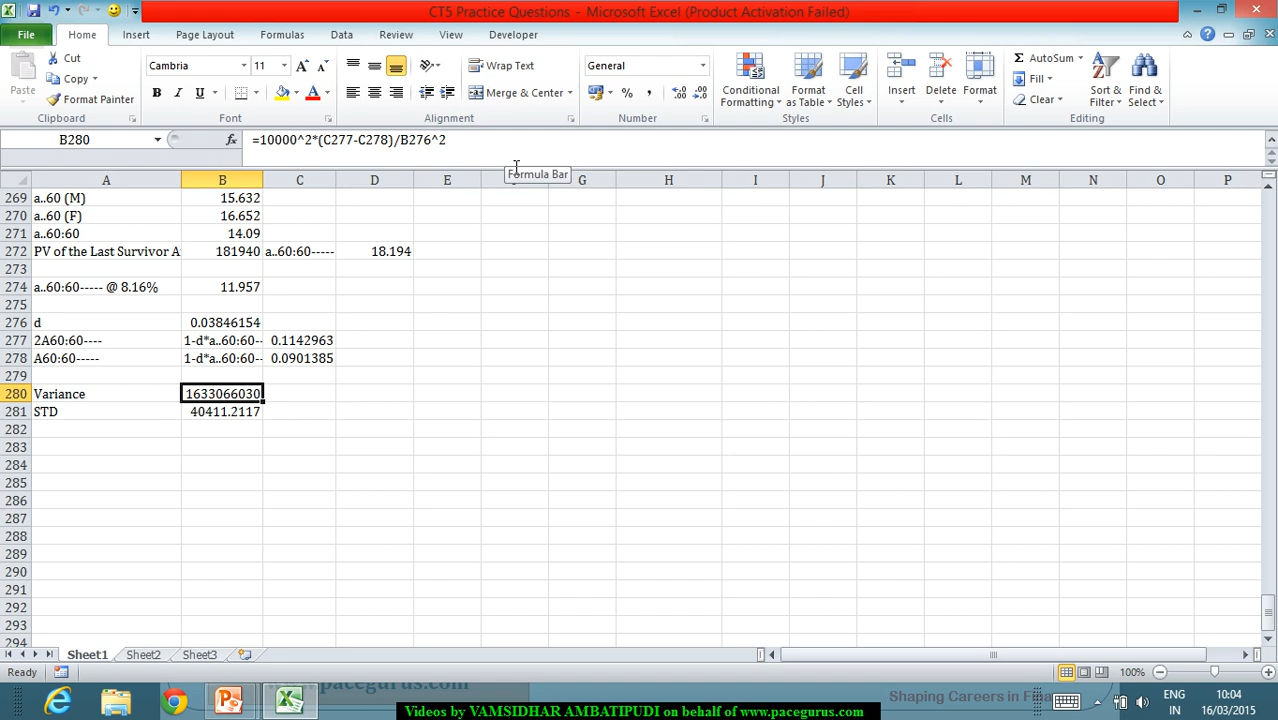 CT5 Practice Questions - Microsoft Excel (Product Activation Failed)
File Home Insert Page Layout Formulas Data Review View Developer
Paste
Cut
Copy
Format Painter
Clipboard
Cambria 11
B I U A A A
Font
Wrap Text
Merge & Center
Alignment
General
% ,
Number
Conditional Formatting
Format as Table
Cell Styles
Styles
Insert Delete Format
Cells
Σ AutoSum
Fill
Clear
Sort & Filter
Find & Select
Editing
B280 fx =10000^2*(C277-C278)/B276^2
Formula Bar
A B C D E G H I J K L M N O P
269 a..60 (M) 15.632
270 a..60 (F) 16.652
271 a..60:60 14.09
272 PV of the Last Survivor A 181940 a..60:60----- 18.194
273
274 a..60:60----- @ 8.16% 11.957
275
276 d 0.03846154
277 2A60:60---- 1-d*a..60:60-- 0.1142963
278 A60:60----- 1-d*a..60:60-- 0.0901385
279
280 Variance 1633066030
281 STD 40411.2117
282
283
284
285
286
287
288
289
290
291
292
293
294
Sheet1 Sheet2 Sheet3
Ready 100%
www.pacegurus.com
Shaping Careers in Fin
ENG
IN
10:04
16/03/2015
Videos by VAMSIDHAR AMBATIPUDI on behalf of www.pacegurus.com